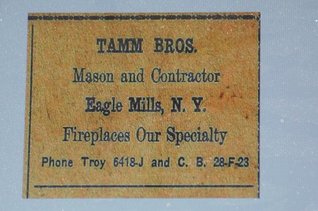 TAMM BROS.
Mason and Contractor
Eagle Mills, N. Y.
Fireplaces Our Specialty
Phone Troy 6418-J and C. B. 28-F-23